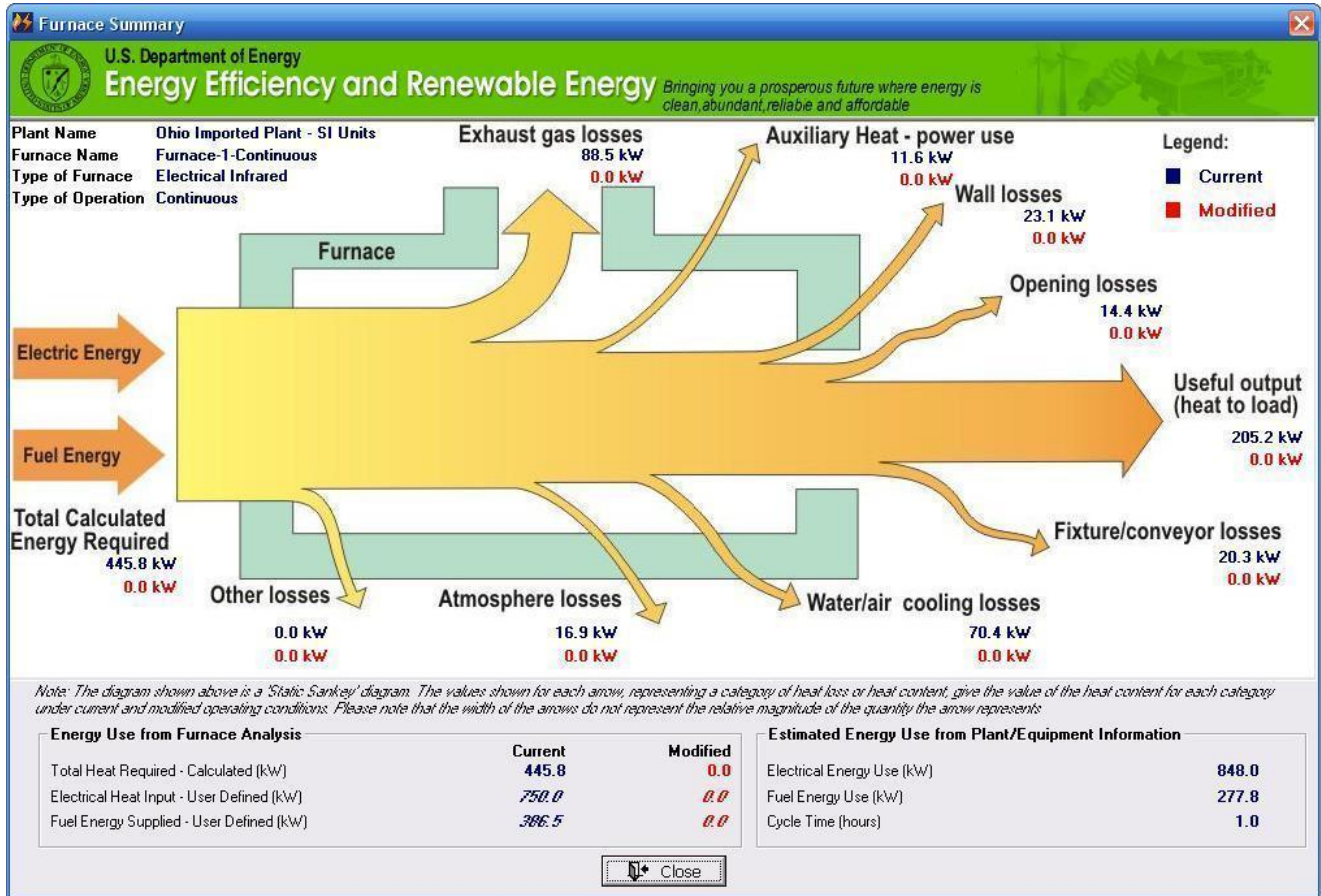 Furnace Summary
U.S. Department of Energy
Energy Efficiency and Renewable Energy
Bringing you a prosperous future where energy is
clean,abundant,reliable and affordable
Plant Name Ohio Imported Plant - SI Units
Furnace Name Furnace-1-Continuous
Type of Furnace Electrical Infrared
Type of Operation Continuous
Exhaust gas losses
88.5 kW
0.0 kW
Auxiliary Heat - power use
11.6 kW
0.0 kW
Wall losses
23.1 kW
0.0 kW
Legend:
Current
Modified
Furnace
Opening losses
14.4 kW
0.0 kW
Electric Energy
Fuel Energy
Useful output
(heat to load)
205.2 kW
0.0 kW
Total Calculated
Energy Required
445.8 kW
0.0 kW
Other losses
0.0 kW
0.0 kW
Atmosphere losses
16.9 kW
0.0 kW
Water/air cooling losses
70.4 kW
0.0 kW
Fixture/conveyor losses
20.3 kW
0.0 kW
Note: The diagram shown above is a 'Static Sankey' diagram. The values shown for each arrow, representing a category of heat loss or heat content, give the value of the heat content for each category
under current and modified operating conditions. Please note that the width of the arrows do not represent the relative magnitude of the quantity the arrow represents
Energy Use from Furnace Analysis
Current Modified
Total Heat Required - Calculated (kW) 445.8 0.0
Electrical Heat Input - User Defined (kW) 750.0 0.0
Fuel Energy Supplied - User Defined (kW) 386.5 0.0
Estimated Energy Use from Plant/Equipment Information
Electrical Energy Use (kW) 848.0
Fuel Energy Use (kW) 277.8
Cycle Time (hours) 1.0
Close